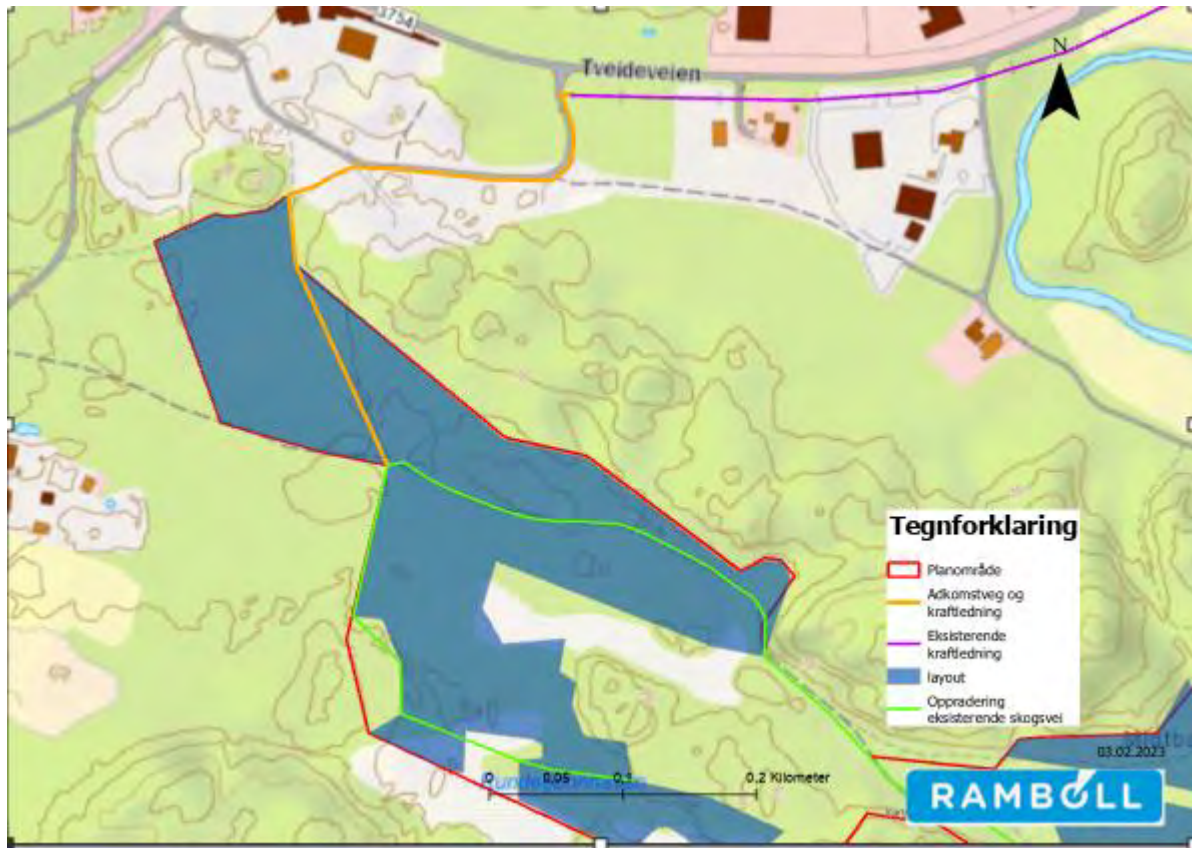 3754
Tveideveien
N
Tegnforklaring
Planområde
Adkomstveg og
kraftledning
Eksisterende
kraftledning
layout
Oppradering
eksisterende skogsvei
03.02.2023
0 0,05 0,1 0,2 Kilometer
RAMBOLL